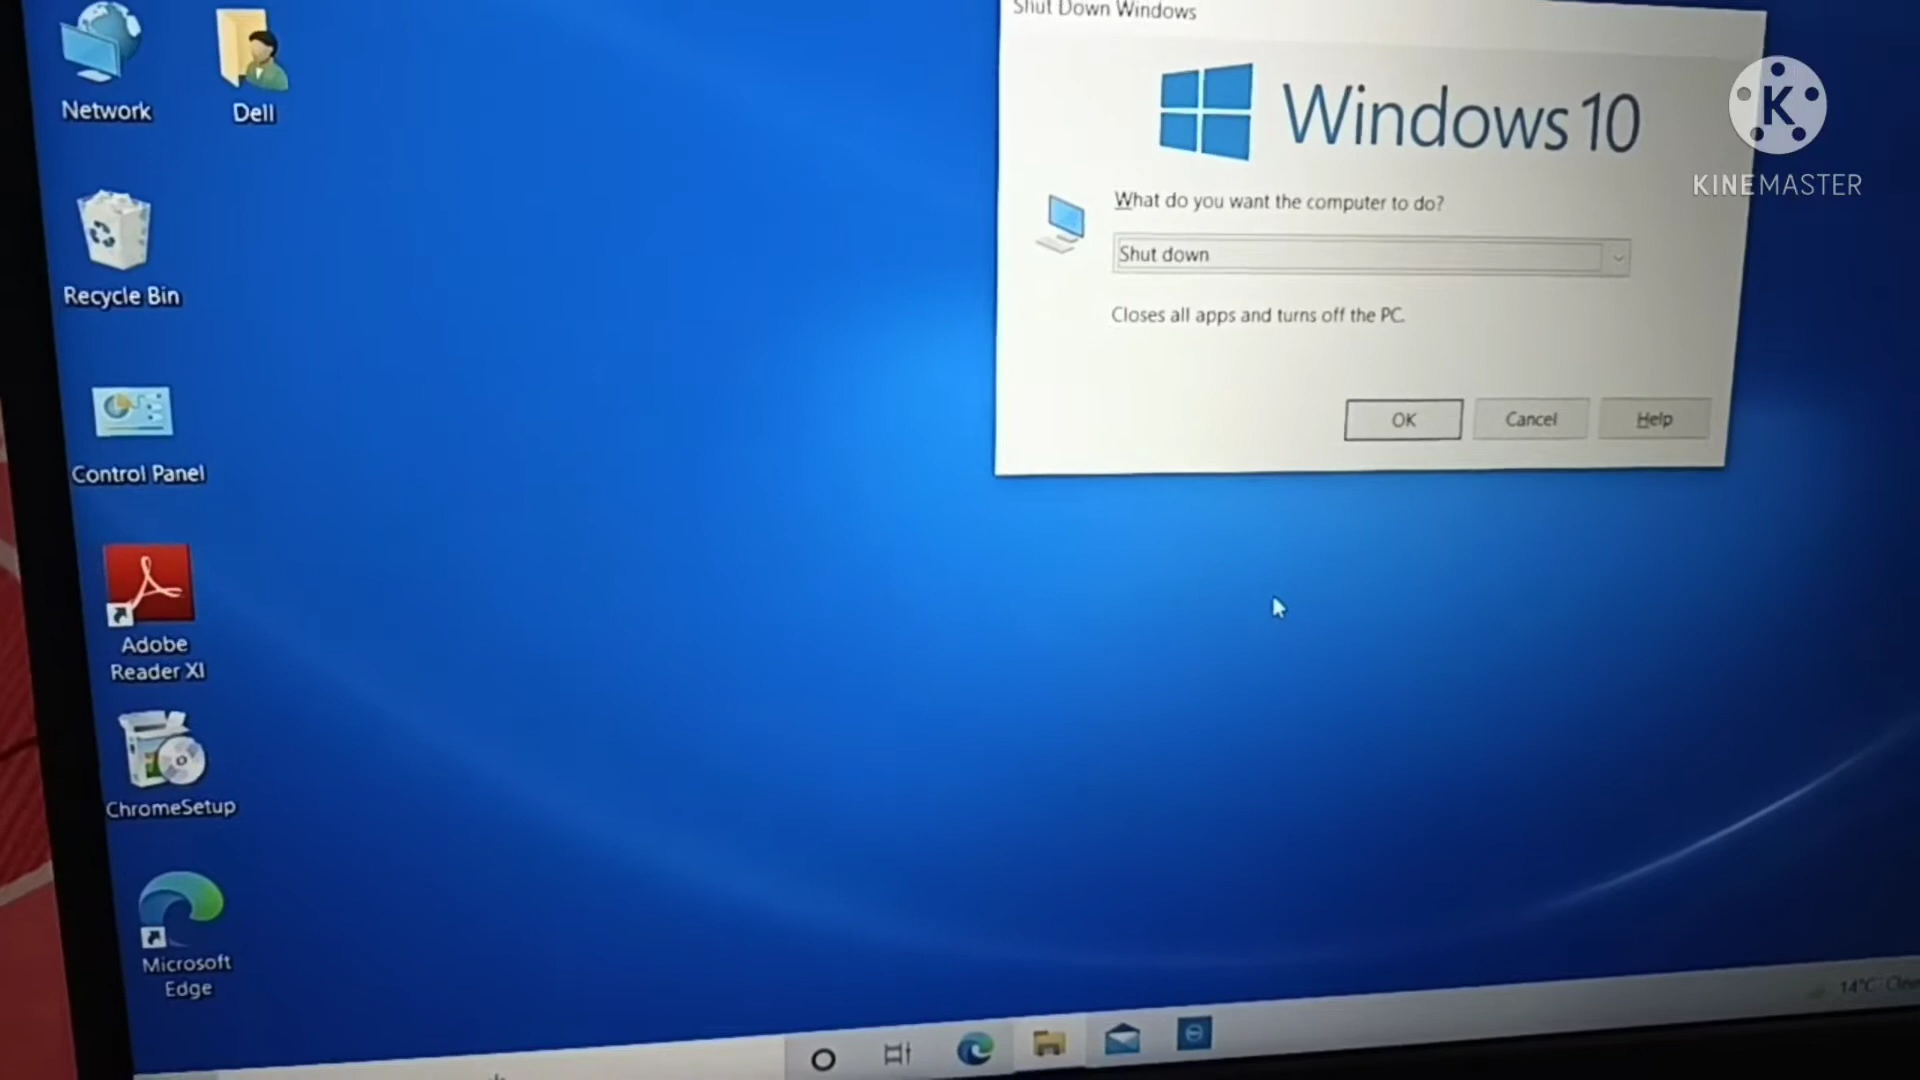 Network
Dell
Recycle Bin
Control Panel
Adobe
Reader XI
ChromeSetup
Microsoft
Edge
Shut Down Windows
Windows 10
What do you want the computer to do?
Shut down
Closes all apps and turns off the PC.
OK
Cancel
Help
K
KINEMASTER
14°C